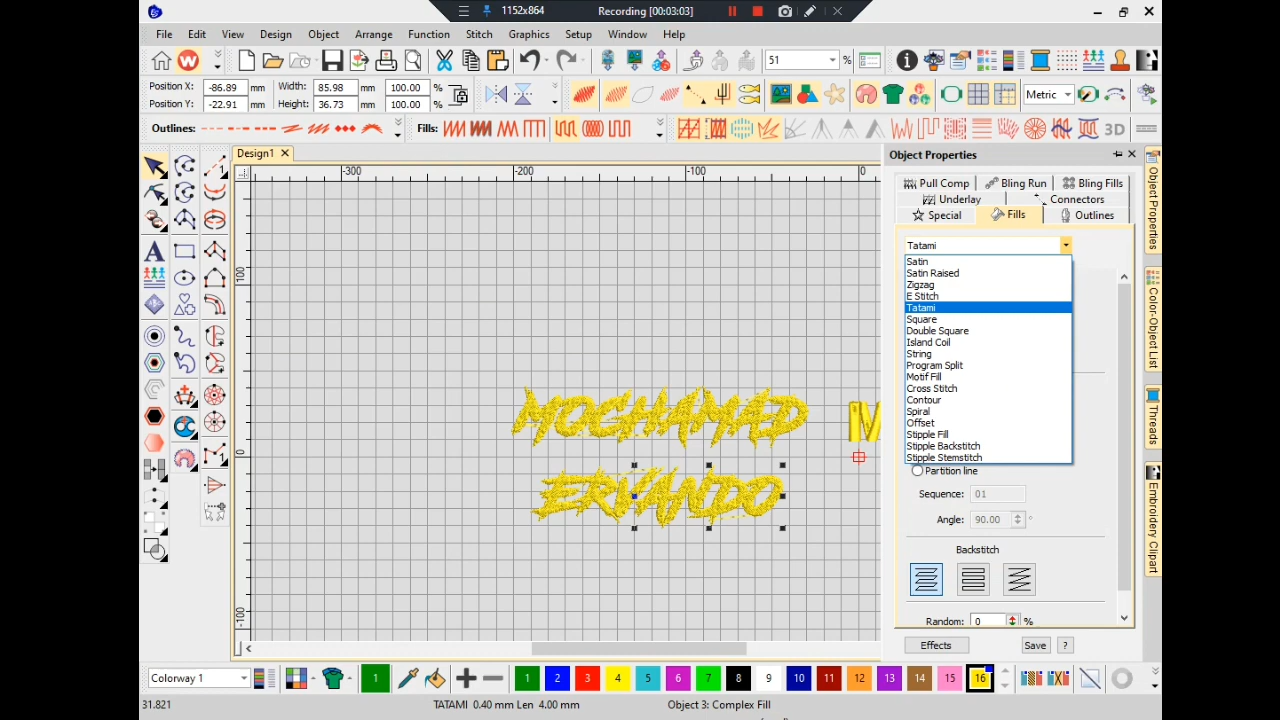 1152x864
Recording [00:03:03]
File Edit View Design Object Arrange Function Stitch Graphics Setup Window Help
51 %
Position X: -86.89 mm Width: 85.98 mm 100.00 %
Position Y: -22.91 mm Height: 36.73 mm 100.00 %
Metric
Outlines: Fills: 3D
Design1
Object Properties
-300 -200 -100 0
Pull Comp Bling Run Bling Fills
Underlay Connectors
Special Fills Outlines
Tatami
Satin
Satin Raised
Zigzag
E Stitch
Tatami
Square
Double Square
Island Coil
String
Program Split
Motif Fill
Cross Stitch
Contour
Spiral
Offset
Stipple Fill
Stipple Backstitch
Stipple Stemstitch
Partition line
Sequence: 01
Angle: 90.00 °
Backstitch
Random: 0 %
Effects Save ?
100
0
-100
MOCHAMAD
ERVANDO
Object Properties
Color-Object List
Threads
Embroidery Clipart
Colorway 1 1 1 2 3 4 5 6 7 8 9 10 11 12 13 14 15 16
31.821 TATAMI 0.40 mm Len 4.00 mm Object 3: Complex Fill